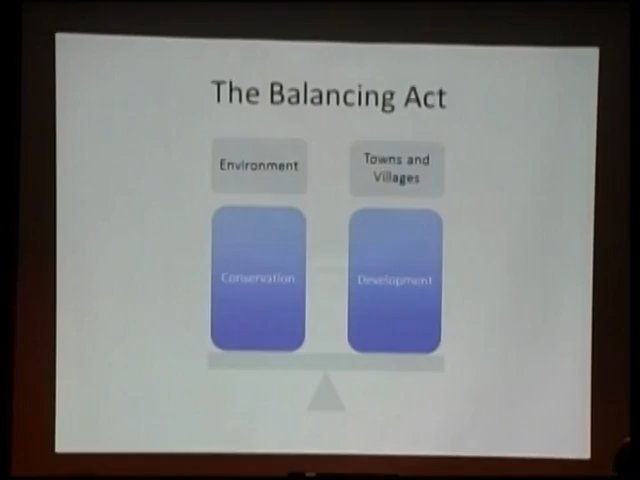 The Balancing Act
Environment
Towns and
Villages
Conservation
Development